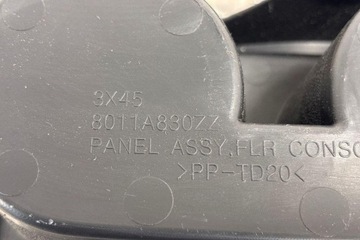 3X45
8011A830ZZ
PANEL ASSY,FLR CONSO
>PP-TD20<